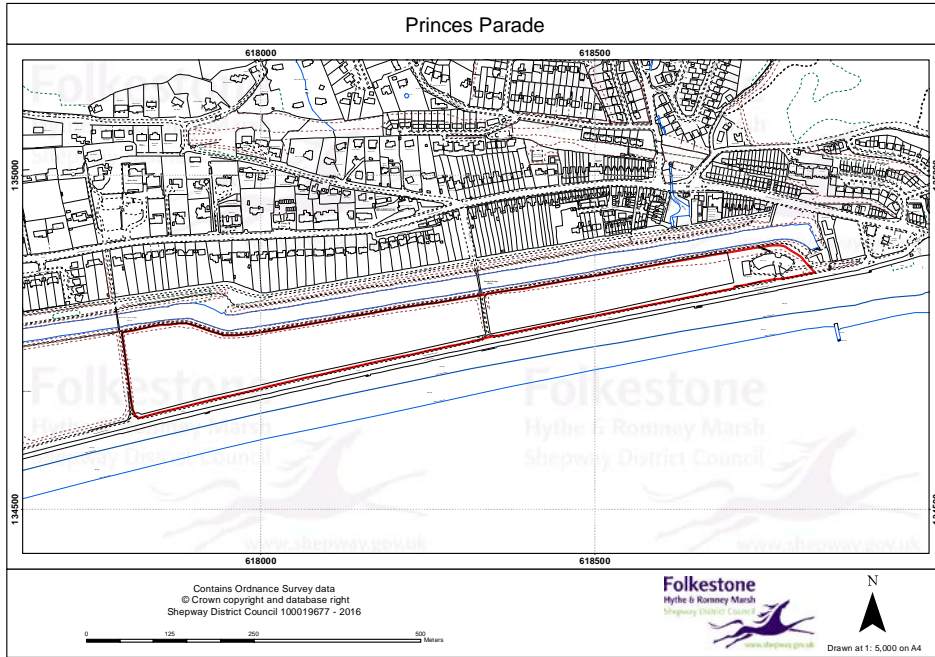 Princes Parade
618000
618500
135000
134500
134500
618000
618500
Folkestone
Folkestone
Folkestone
Hythe & Romney Marsh
Shepway District Council
www.shepway.gov.uk
Folkestone
Hythe & Romney Marsh
Shepway District Council
www.shepway.gov.uk
Contains Ordnance Survey data
© Crown copyright and database right
Shepway District Council 100019677 - 2016
0 125 250 500
Meters
Folkestone
Hythe & Romney Marsh
Shepway District Council
www.shepway.gov.uk
N
Drawn at 1: 5,000 on A4